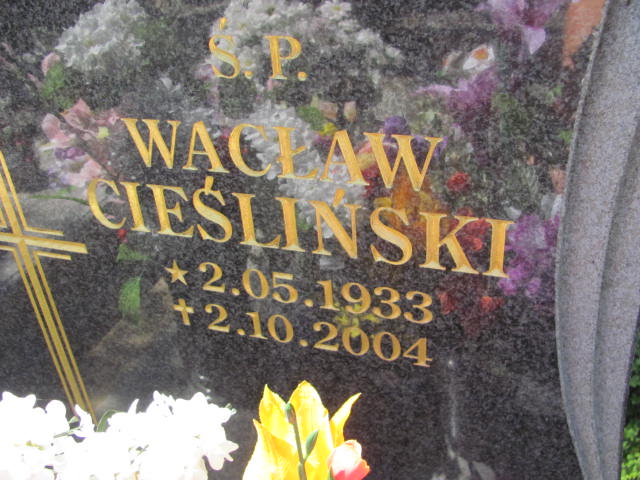 Ś. P.
WACŁAW
CIEŚLIŃSKI
★ 2.05.1933
✝ 2.10.2004